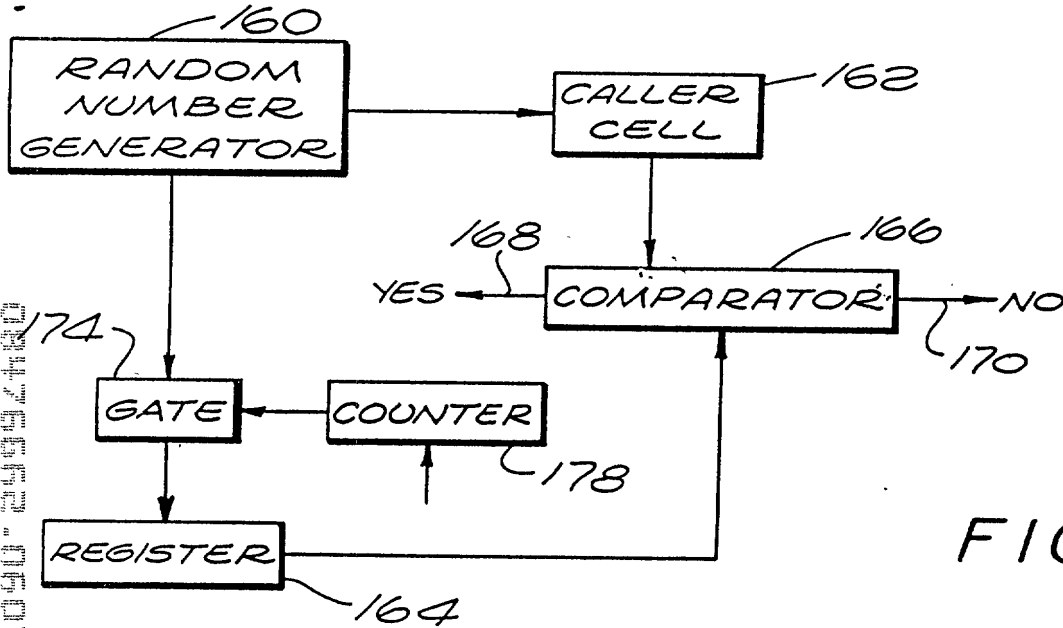 160
RANDOM
NUMBER
GENERATOR
CALLER
CELL
162
168
166
YES
COMPARATOR
NO
170
174
GATE
COUNTER
178
REGISTER
164
FIG